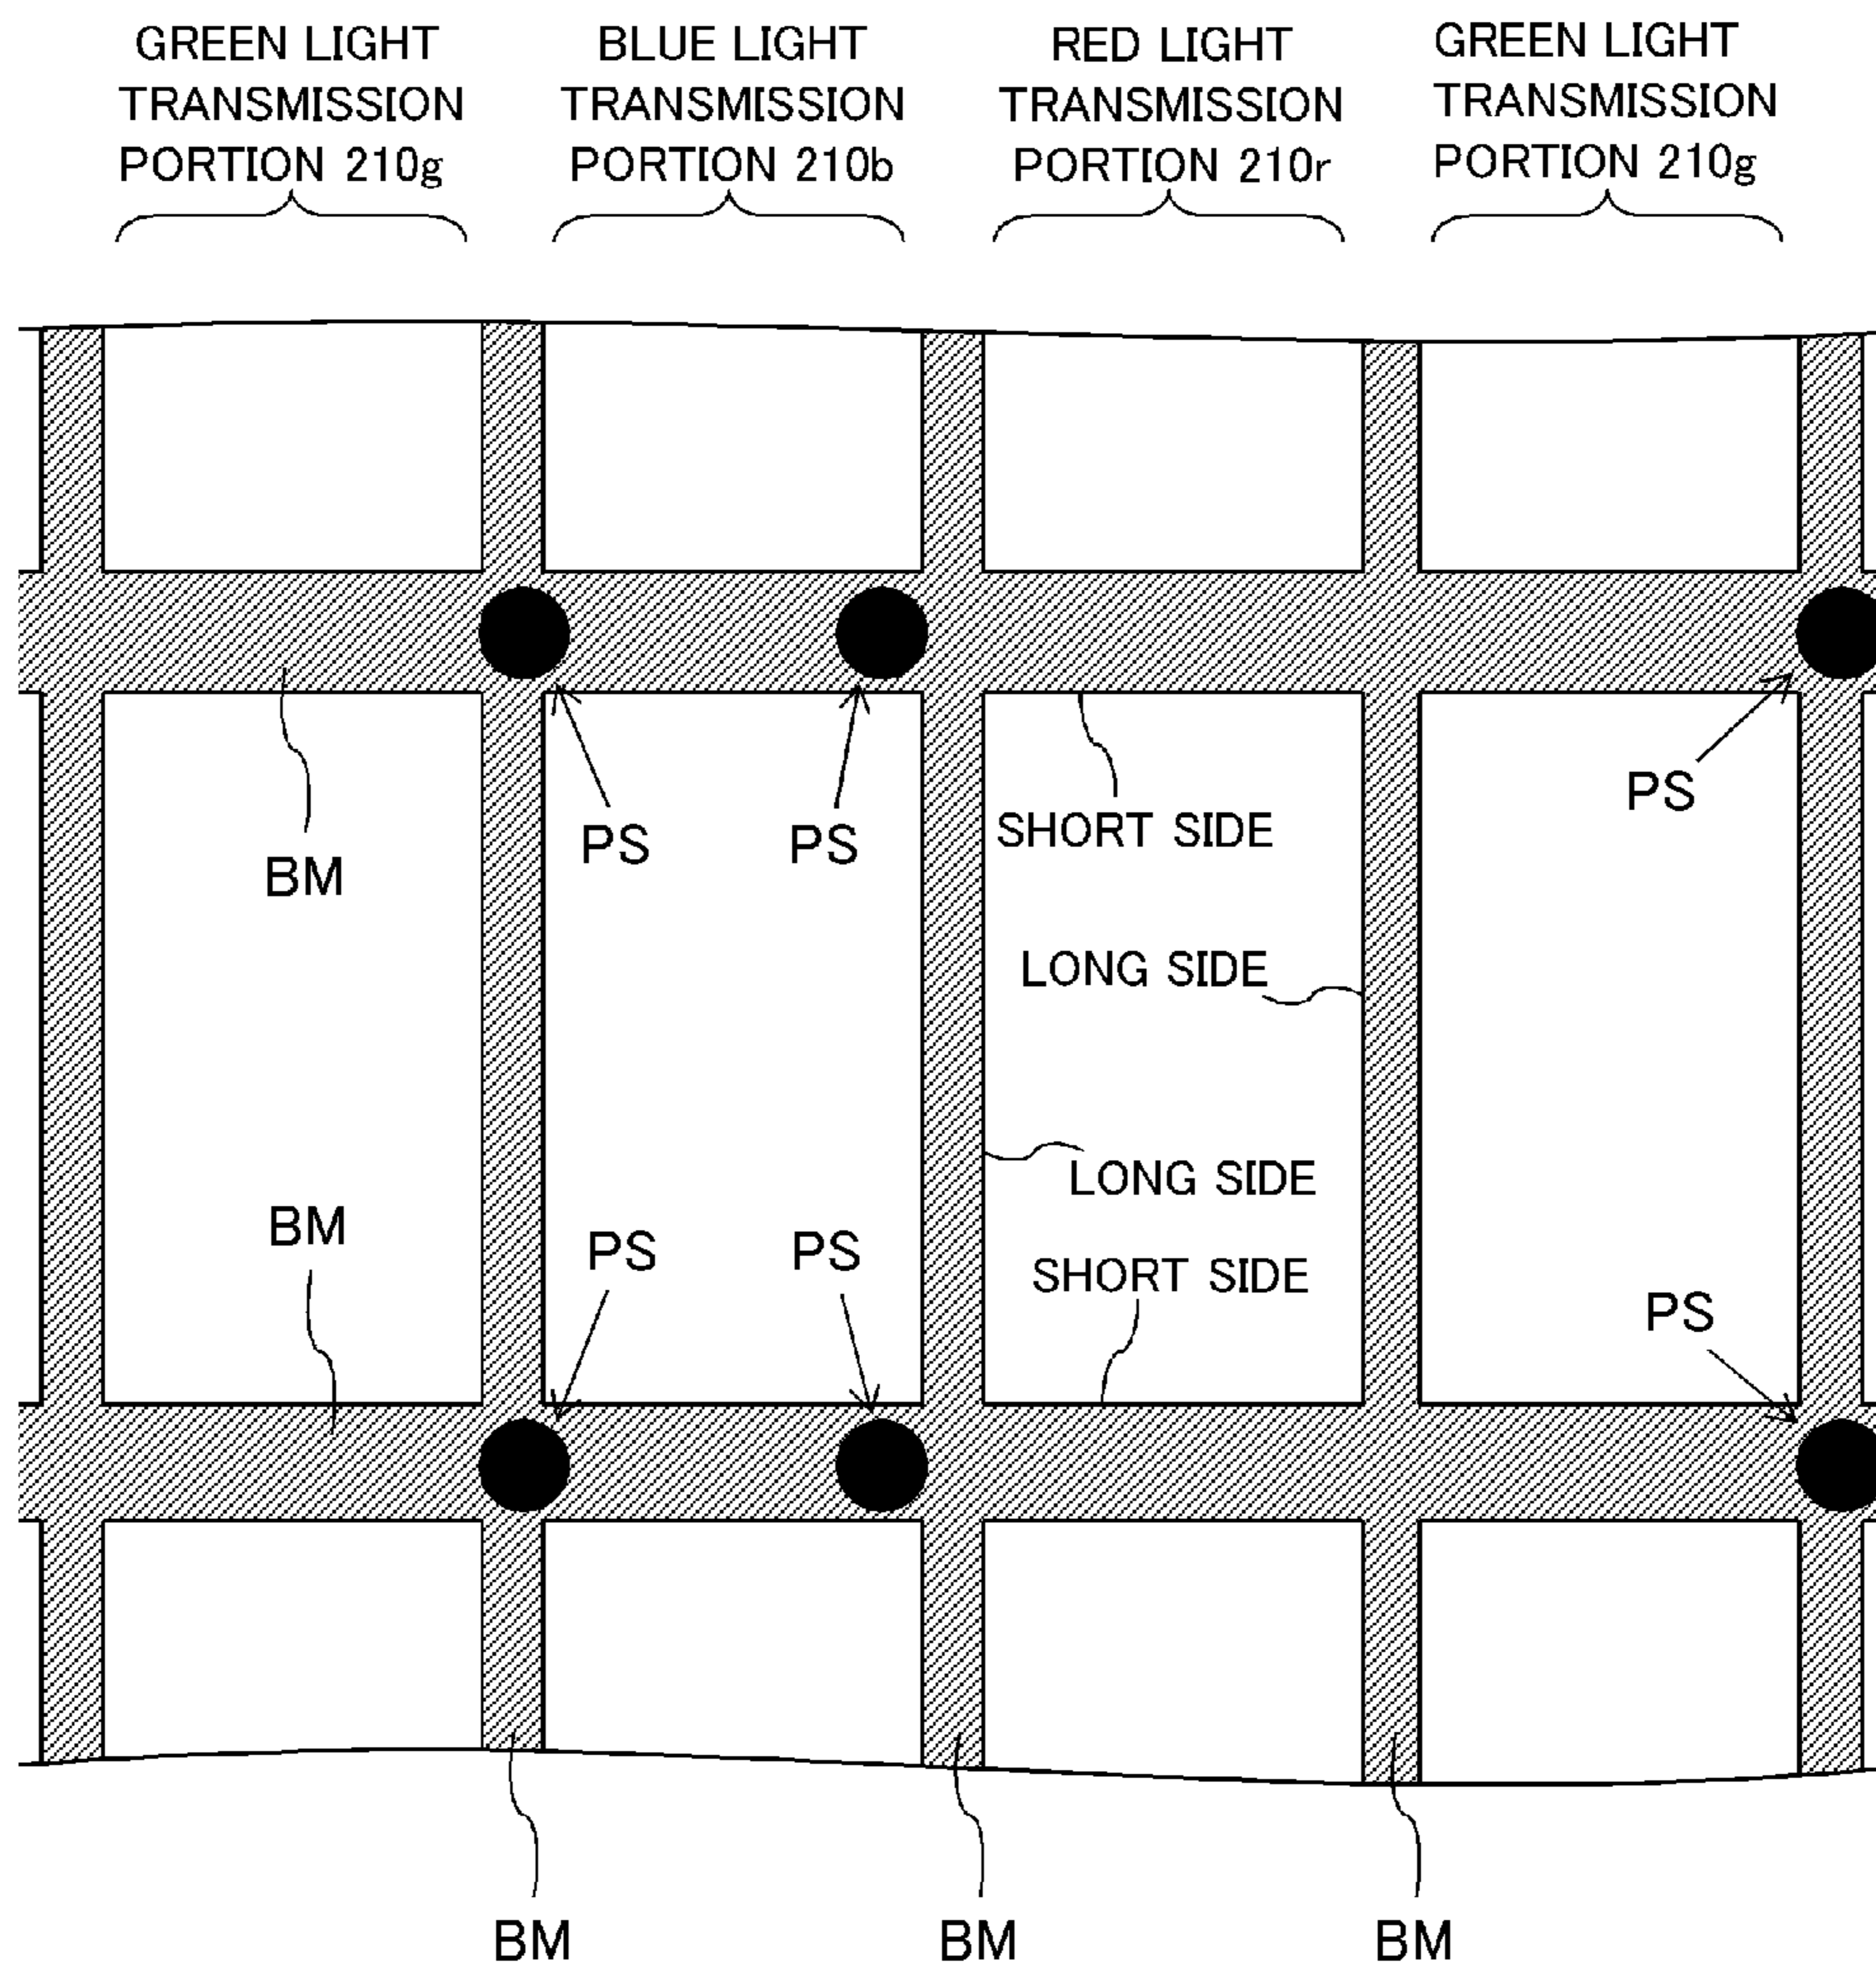 GREEN LIGHT
TRANSMISSION
PORTION 210g
BLUE LIGHT
TRANSMISSION
PORTION 210b
RED LIGHT
TRANSMISSION
PORTION 210r
GREEN LIGHT
TRANSMISSION
PORTION 210g
PS
PS
PS
SHORT SIDE
BM
LONG SIDE
LONG SIDE
BM
PS
PS
SHORT SIDE
PS
BM
BM
BM